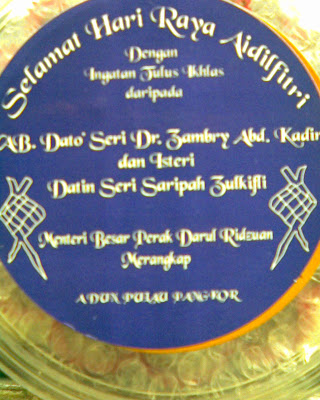 Selamat Hari Raya Aidilfitri
Dengan
Ingatan Tulus Ikhlas
daripada
YAB. Dato' Seri Dr. Zambry Abd. Kadir
dan Isteri
Datin Seri Saripah Zulkifli
Menteri Besar Perak Darul Ridzuan
Merangkap
ADUN PULAU PANGKOR